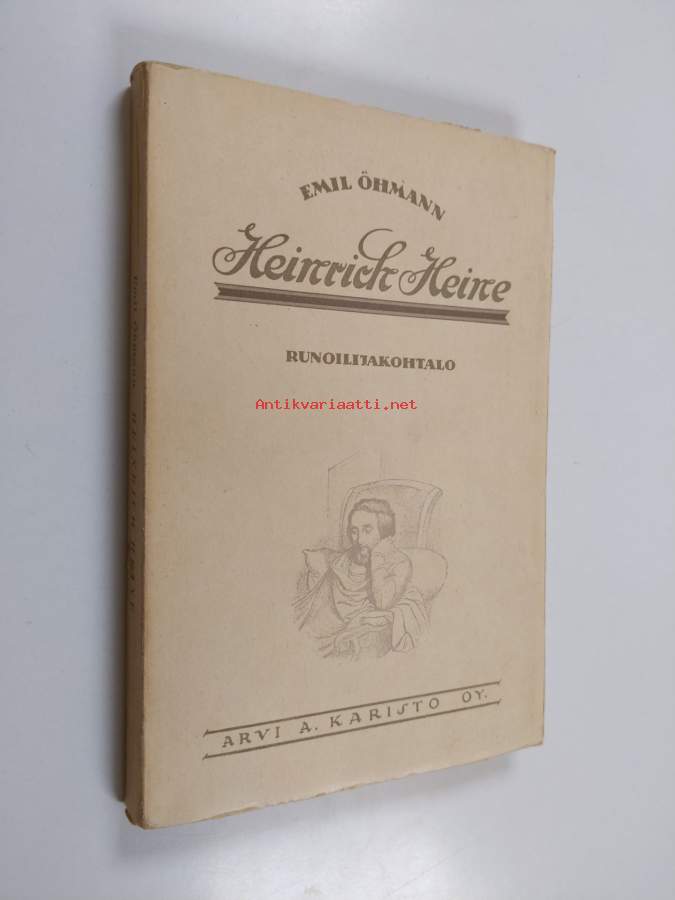 EMIL ÖHMANN
Heinrich Heine
RUNOILIJAKOHTALO
Antikvariaatti.net
ARVI A. KARISTO OY.